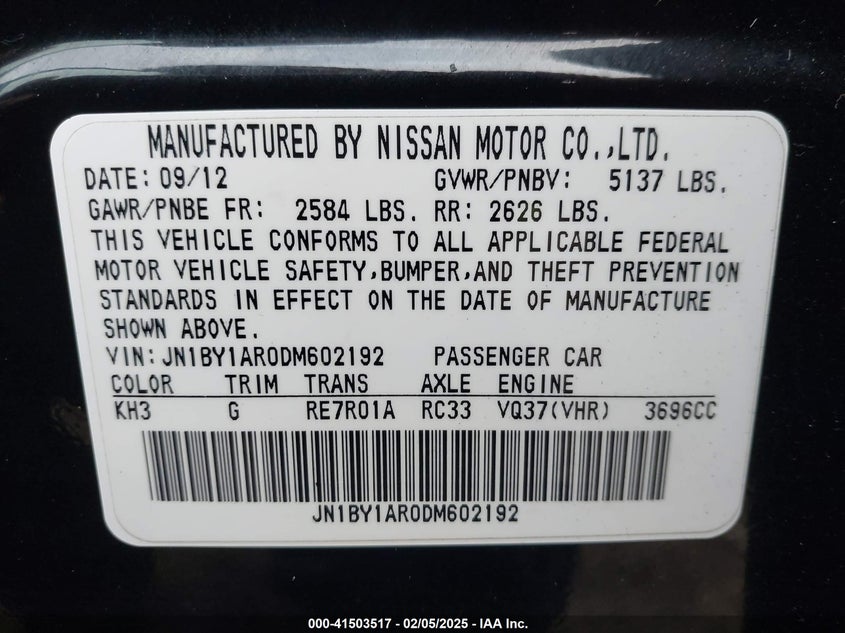 MANUFACTURED BY NISSAN MOTOR CO.,LTD.
DATE: 09/12 GVWR/PNBV: 5137 LBS.
GAWR/PNBE FR: 2584 LBS. RR: 2626 LBS.
THIS VEHICLE CONFORMS TO ALL APPLICABLE FEDERAL
MOTOR VEHICLE SAFETY,BUMPER,AND THEFT PREVENTION
STANDARDS IN EFFECT ON THE DATE OF MANUFACTURE
SHOWN ABOVE.
VIN:JN1BY1AR0DM602192 PASSENGER CAR
COLOR TRIM TRANS AXLE ENGINE
KH3 G RE7R01A RC33 VQ37(VHR) 3696CC
JN1BY1AR0DM602192
000-41503517 - 02/05/2025 - IAA Inc.